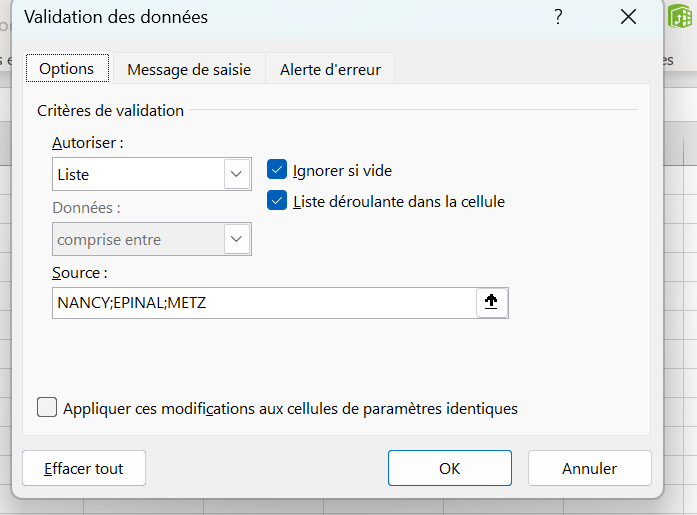 Validation des données
?
Options
Message de saisie
Alerte d'erreur
Critères de validation
Autoriser :
Liste
Ignorer si vide
Données :
Liste déroulante dans la cellule
comprise entre
Source :
NANCY;EPINAL;METZ
Appliquer ces modifications aux cellules de paramètres identiques
Effacer tout
OK
Annuler